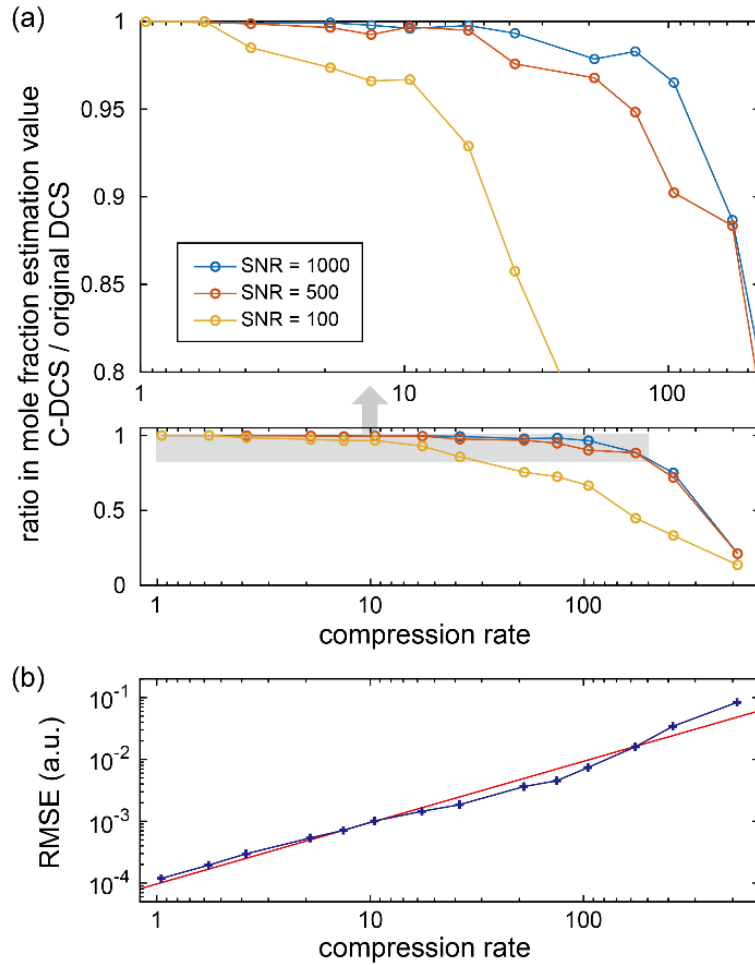 (a)
ratio in mole fraction estimation value
C-DCS / original DCS
1
0.95
0.9
0.85
0.8
SNR = 1000
SNR = 500
SNR = 100
1 10 100
1
0.5
0
1 10 100
compression rate
(b)
RMSE (a.u.)
10-1
10-2
10-3
10-4
1 10 100
compression rate